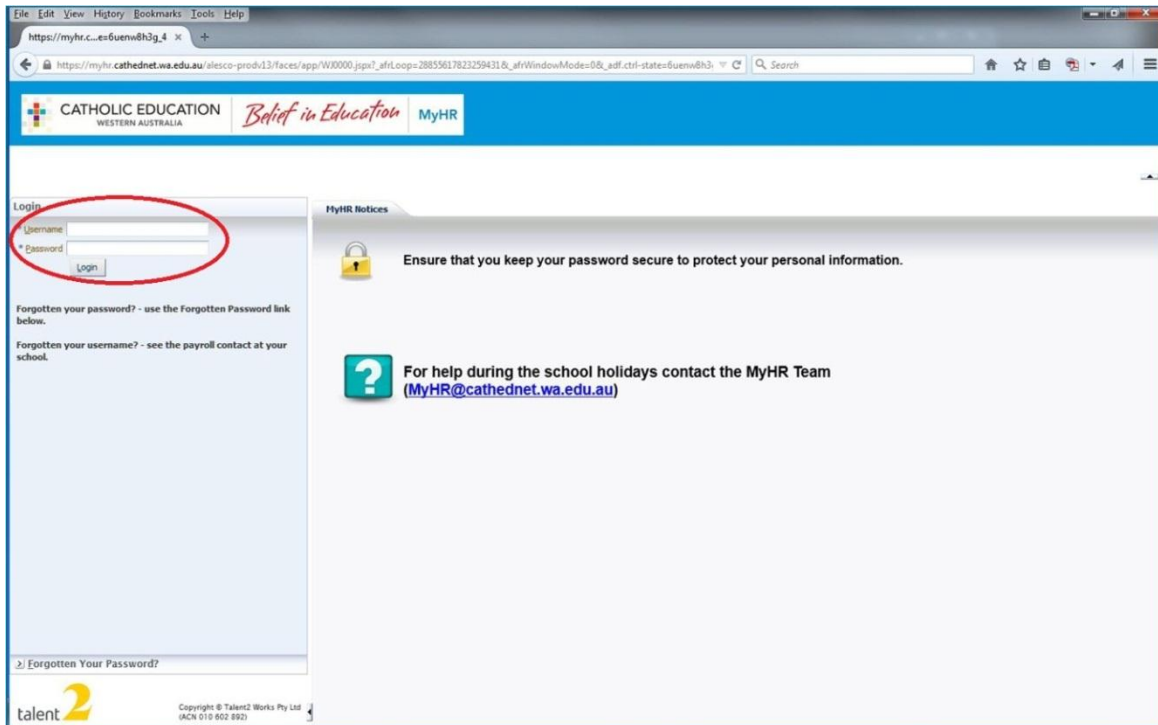 File Edit View History Bookmarks Tools Help
https://myhr.c...e=6uenw8h3g_4 × +
https://myhr.cathednet.wa.edu.au/alesco-prodv13/faces/app/WJ0000.jspx?_afrLoop=28855617823259431&_afrWindowMode=0&_adf.ctrl-state=6uenw8h3 Search
CATHOLIC EDUCATION
WESTERN AUSTRALIA
Belief in Education
MyHR
Login
* Username
* Password
Login
Forgotten your password? - use the Forgotten Password link
below.
Forgotten your username? - see the payroll contact at your
school.
MyHR Notices
Ensure that you keep your password secure to protect your personal information.
?
For help during the school holidays contact the MyHR Team
(MyHR@cathednet.wa.edu.au)
Forgotten Your Password?
talent2
Copyright © Talent2 Works Pty Ltd
(ACN 010 602 892)